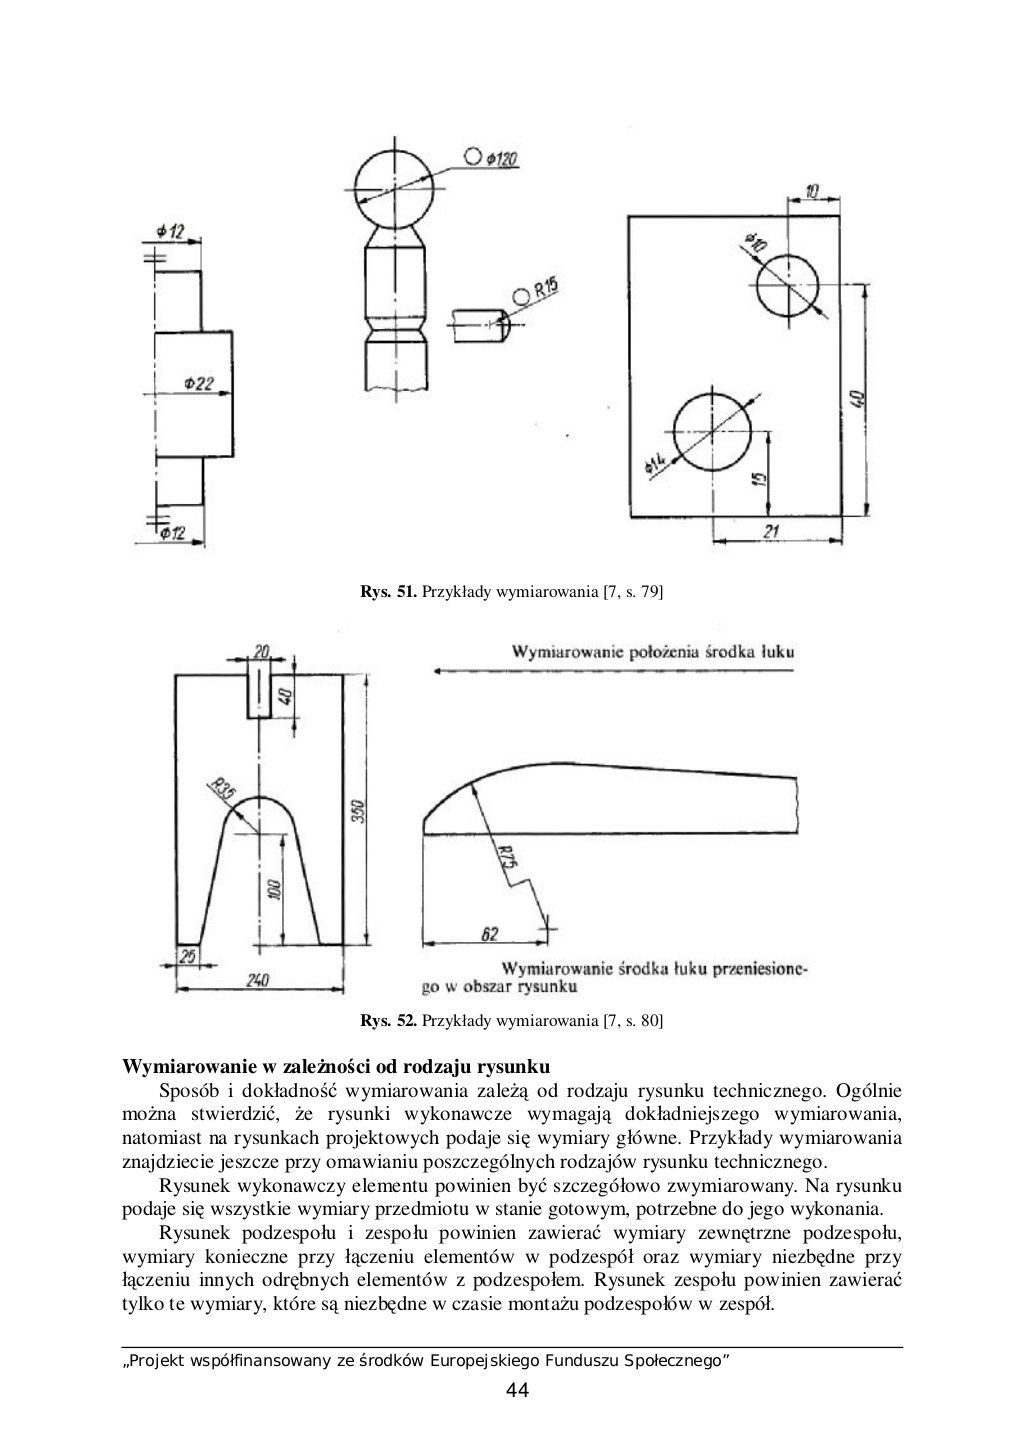 ○ ϕ120
10
ϕ12
ϕ10
○ R15
ϕ22
40
ϕ14
15
ϕ12
21
Rys. 51. Przykłady wymiarowania [7, s. 79]
20
Wymiarowanie położenia środka łuku
40
R35
350
R75
100
62
25
240
Wymiarowanie środka łuku przeniesione-
go w obszar rysunku
Rys. 52. Przykłady wymiarowania [7, s. 80]
Wymiarowanie w zależności od rodzaju rysunku
Sposób i dokładność wymiarowania zależą od rodzaju rysunku technicznego. Ogólnie
można stwierdzić, że rysunki wykonawcze wymagają dokładniejszego wymiarowania,
natomiast na rysunkach projektowych podaje się wymiary główne. Przykłady wymiarowania
znajdziecie jeszcze przy omawianiu poszczególnych rodzajów rysunku technicznego.
Rysunek wykonawczy elementu powinien być szczegółowo zwymiarowany. Na rysunku
podaje się wszystkie wymiary przedmiotu w stanie gotowym, potrzebne do jego wykonania.
Rysunek podzespołu i zespołu powinien zawierać wymiary zewnętrzne podzespołu,
wymiary konieczne przy łączeniu elementów w podzespół oraz wymiary niezbędne przy
łączeniu innych odrębnych elementów z podzespołem. Rysunek zespołu powinien zawierać
tylko te wymiary, które są niezbędne w czasie montażu podzespołów w zespół.
„Projekt współfinansowany ze środków Europejskiego Funduszu Społecznego”
44